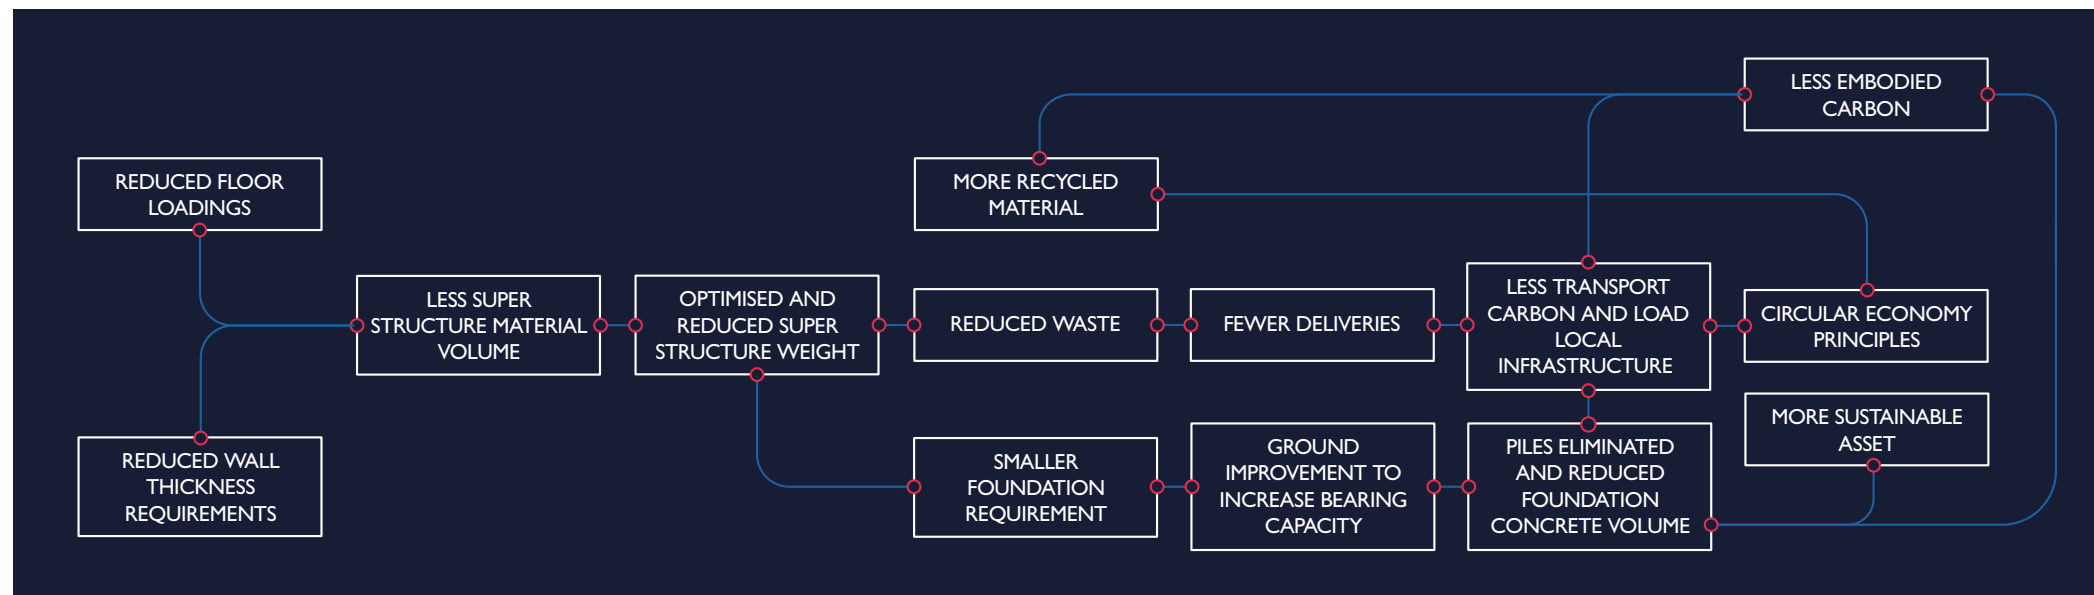 LESS EMBODIED
CARBON
REDUCED FLOOR
LOADINGS
MORE RECYCLED
MATERIAL
LESS SUPER
STRUCTURE MATERIAL
VOLUME
OPTIMISED AND
REDUCED SUPER
STRUCTURE WEIGHT
REDUCED WASTE
FEWER DELIVERIES
LESS TRANSPORT
CARBON AND LOAD
LOCAL
INFRASTRUCTURE
CIRCULAR ECONOMY
PRINCIPLES
MORE SUSTAINABLE
ASSET
REDUCED WALL
THICKNESS
REQUIREMENTS
SMALLER
FOUNDATION
REQUIREMENT
GROUND
IMPROVEMENT TO
INCREASE BEARING
CAPACITY
PILES ELIMINATED
AND REDUCED
FOUNDATION
CONCRETE VOLUME